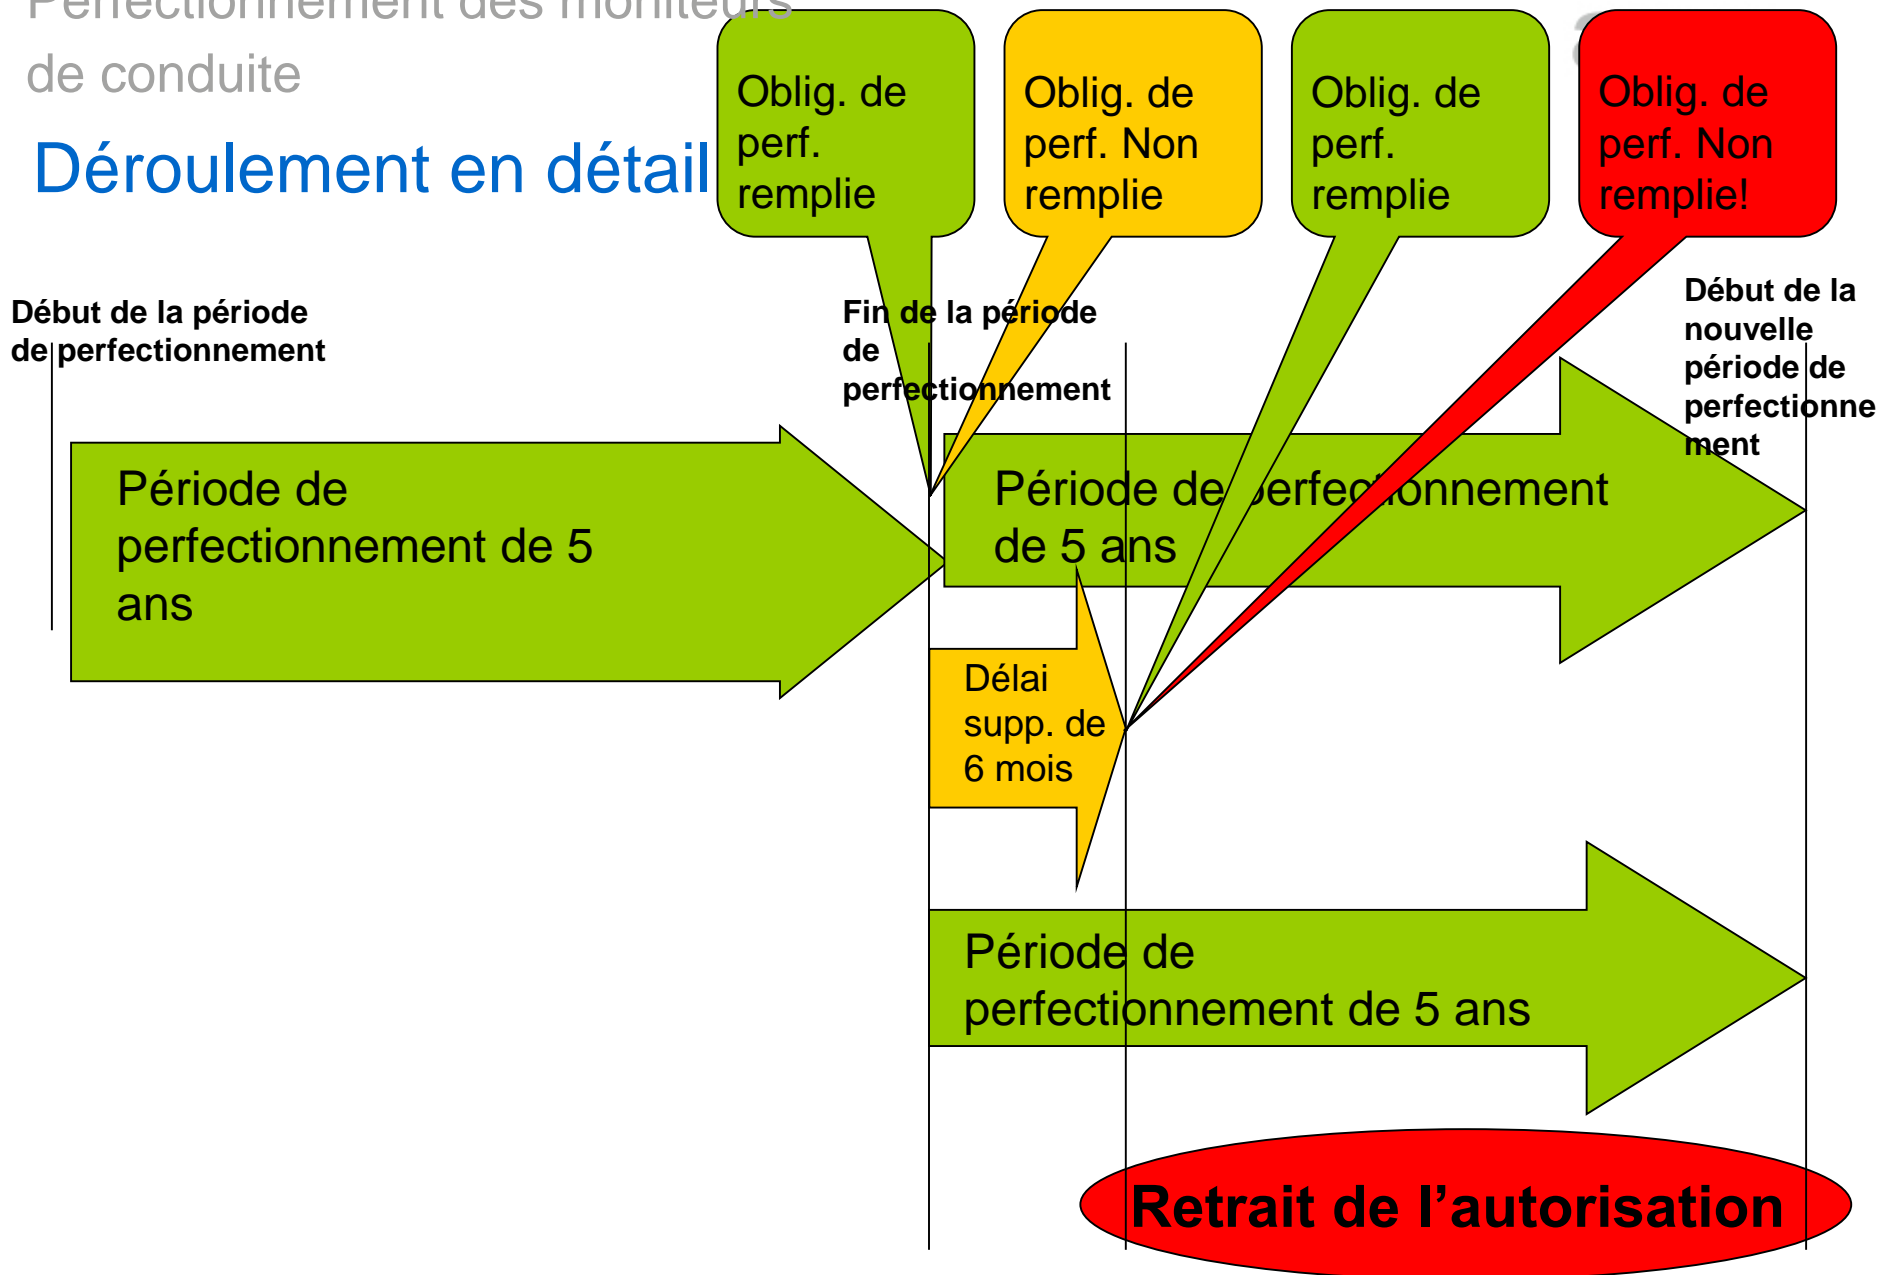 Perfectionnement des moniteurs
de conduite
Déroulement en détail
Oblig. de
perf.
remplie
Oblig. de
perf. Non
remplie
Oblig. de
perf.
remplie
Oblig. de
perf. Non
remplie!
Début de la période
de perfectionnement
Fin de la période
de
perfectionnement
Début de la
nouvelle
période de
perfectionne
ment
Période de
perfectionnement de 5
ans
Période de perfectionnement
de 5 ans
Délai
supp. de
6 mois
Période de
perfectionnement de 5 ans
Retrait de l’autorisation